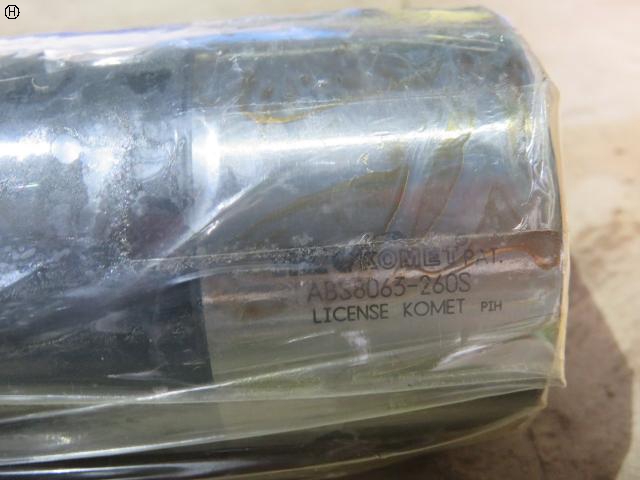 H
KOMET PAT.
ABS8063-260S
LICENSE KOMET PIH